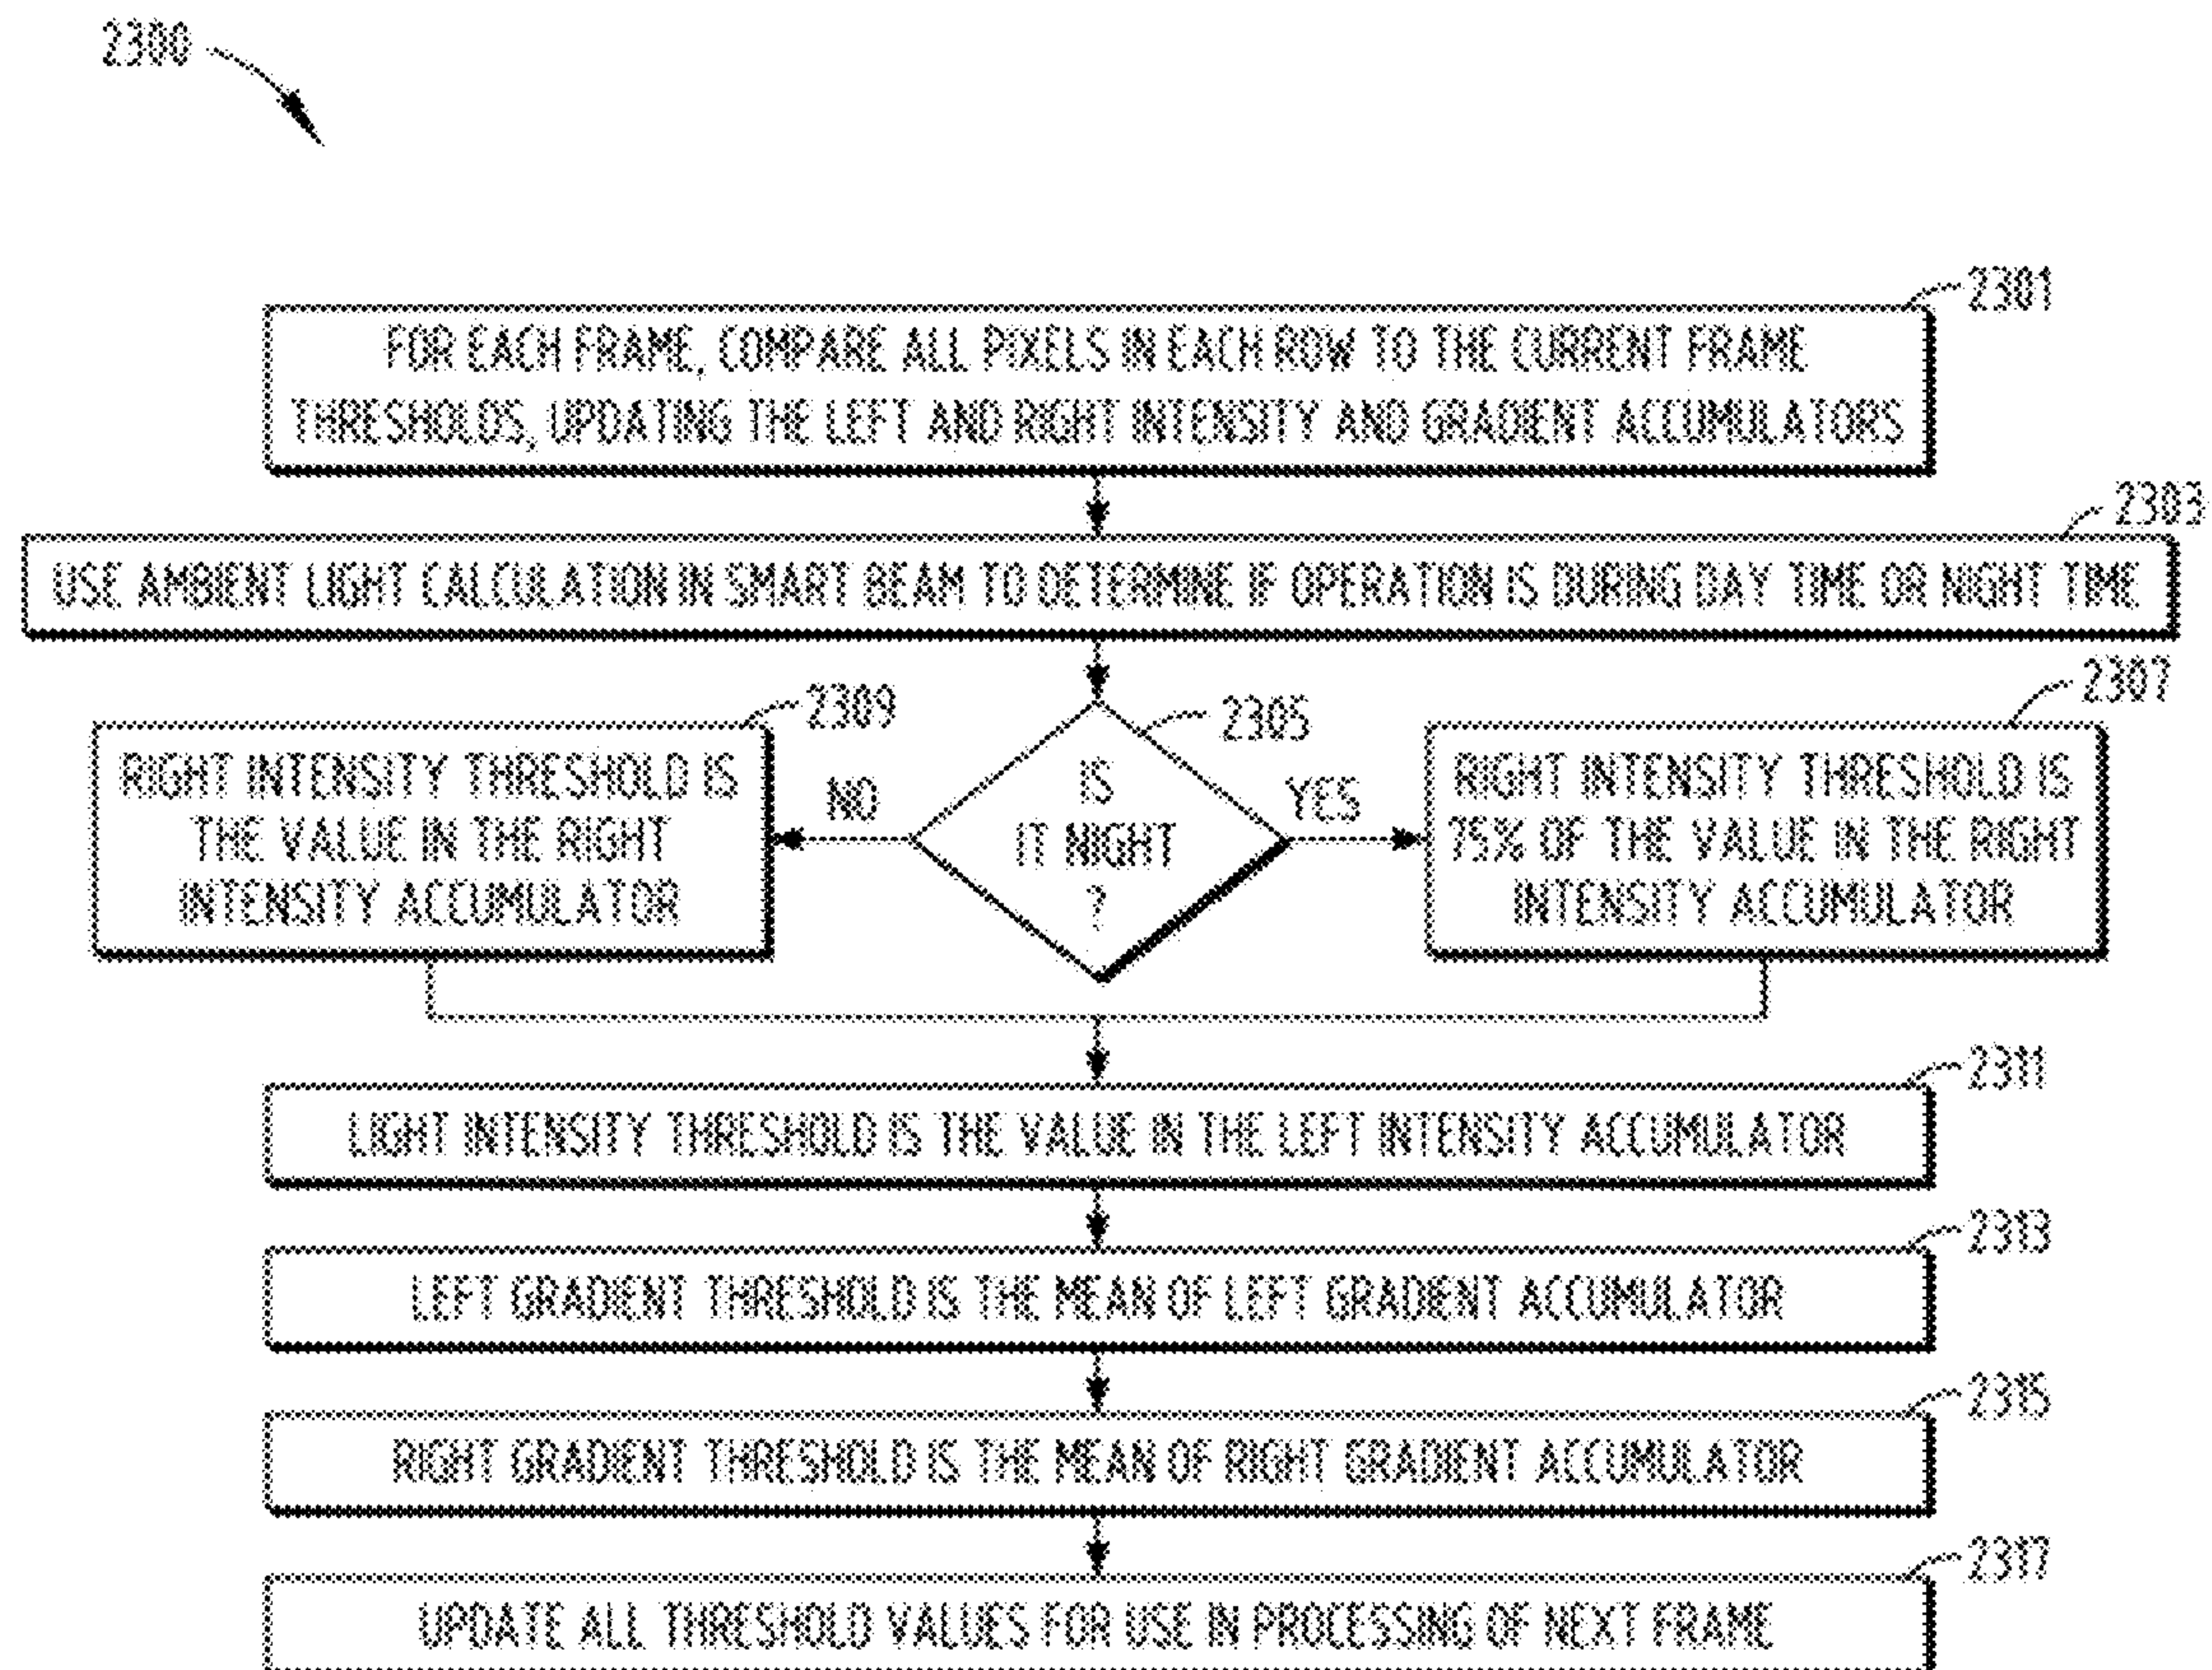 2300
2301
FOR EACH FRAME, COMPARE ALL PIXELS IN EACH ROW TO THE CURRENT FRAME
THRESHOLDS, UPDATING THE LEFT AND RIGHT INTENSITY AND GRADIENT ACCUMULATORS
2303
USE AMBIENT LIGHT CALCULATION IN SMART BEAM TO DETERMINE IF OPERATION IS DURING DAY TIME OR NIGHT TIME
2309
RIGHT INTENSITY THRESHOLD IS
THE VALUE IN THE RIGHT
INTENSITY ACCUMULATOR
NO
2305
IS
IT NIGHT
?
YES
2307
RIGHT INTENSITY THRESHOLD IS
75% OF THE VALUE IN THE RIGHT
INTENSITY ACCUMULATOR
2311
LIGHT INTENSITY THRESHOLD IS THE VALUE IN THE LEFT INTENSITY ACCUMULATOR
2313
LEFT GRADIENT THRESHOLD IS THE MEAN OF LEFT GRADIENT ACCUMULATOR
2315
RIGHT GRADIENT THRESHOLD IS THE MEAN OF RIGHT GRADIENT ACCUMULATOR
2317
UPDATE ALL THRESHOLD VALUES FOR USE IN PROCESSING OF NEXT FRAME